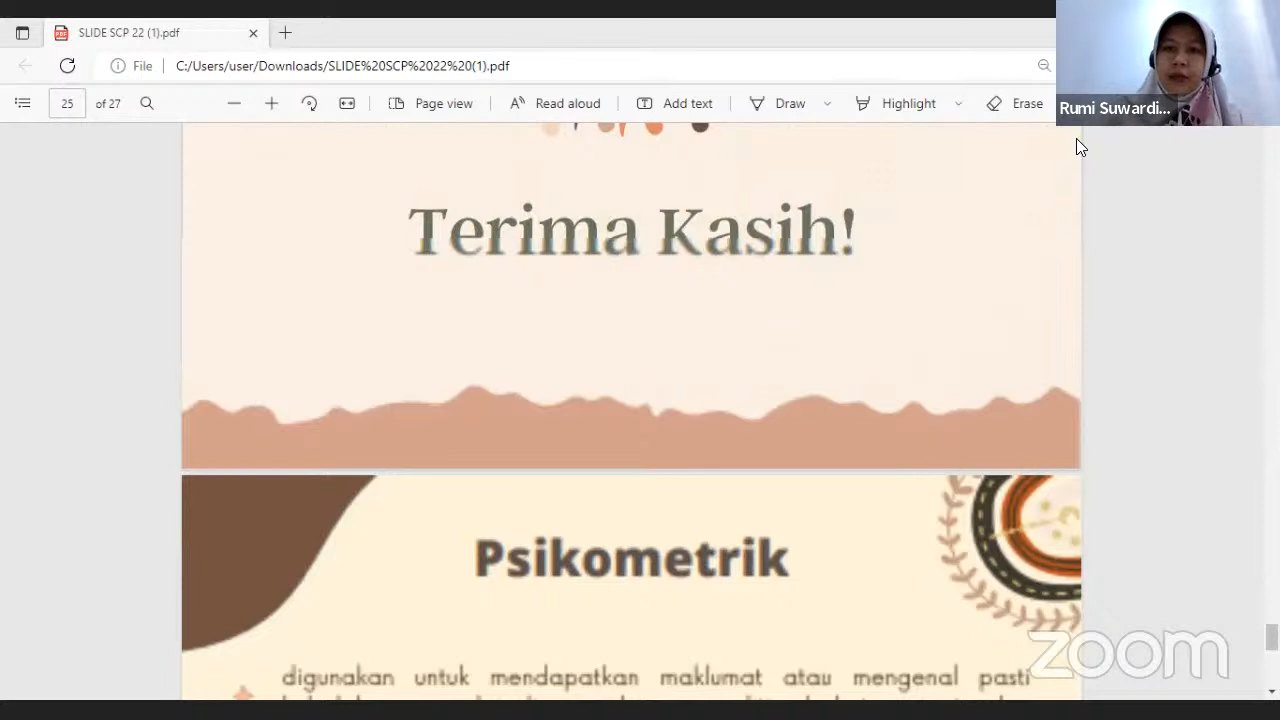 SLIDE SCP 22 (1).pdf
File C:/Users/user/Downloads/SLIDE%20SCP%2022%20(1).pdf
25 of 27 Page view Read aloud Add text Draw Highlight Erase
Rumi Suwardi...
Terima Kasih!
Psikometrik
digunakan untuk mendapatkan maklumat atau mengenal pasti
zoom